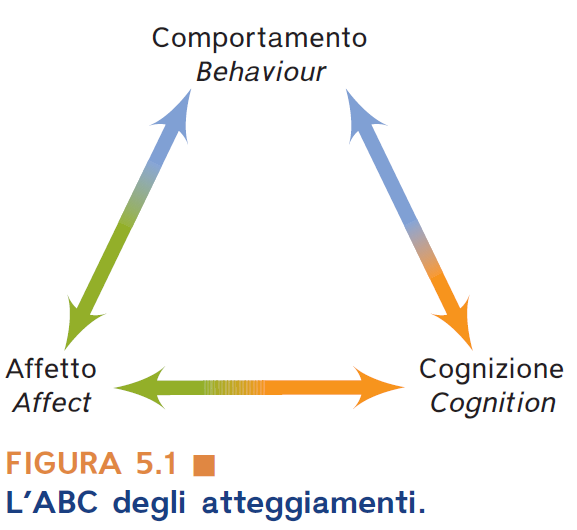 Comportamento
Behaviour
Affetto
Affect
Cognizione
Cognition
FIGURA 5.1 ■
L'ABC degli atteggiamenti.